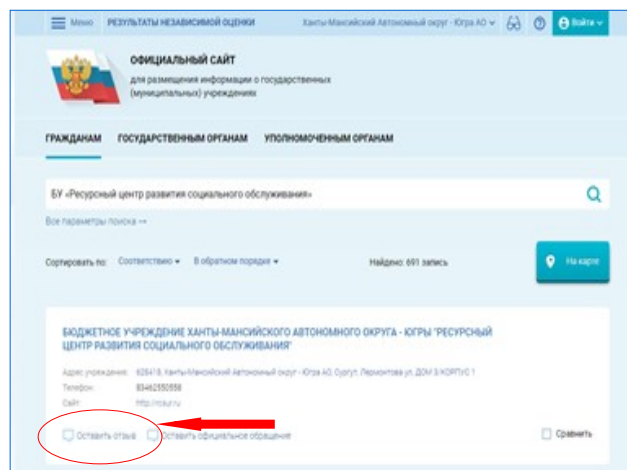 Меню РЕЗУЛЬТАТЫ НЕЗАВИСИМОЙ ОЦЕНКИ Ханты-Мансийский Автономный округ - Югра АО Войти
ОФИЦИАЛЬНЫЙ САЙТ
для размещения информации о государственных
(муниципальных) учреждениях
ГРАЖДАНАМ ГОСУДАРСТВЕННЫМ ОРГАНАМ УПОЛНОМОЧЕННЫМ ОРГАНАМ
БУ «Ресурсный центр развития социального обслуживания»
Все параметры поиска →
Сортировать по: Соответствию В обратном порядке Найдено: 691 запись На карте
БЮДЖЕТНОЕ УЧРЕЖДЕНИЕ ХАНТЫ-МАНСИЙСКОГО АВТОНОМНОГО ОКРУГА - ЮГРЫ "РЕСУРСНЫЙ
ЦЕНТР РАЗВИТИЯ СОЦИАЛЬНОГО ОБСЛУЖИВАНИЯ"
Адрес учреждения: 628418, Ханты-Мансийский Автономный округ - Югра АО, Сургут, Лермонтова ул, ДОМ 3/КОРПУС 1
Телефон: 83462550558
Сайт: http://rcsur.ru
Оставить отзыв Оставить официальное обращение Сравнить